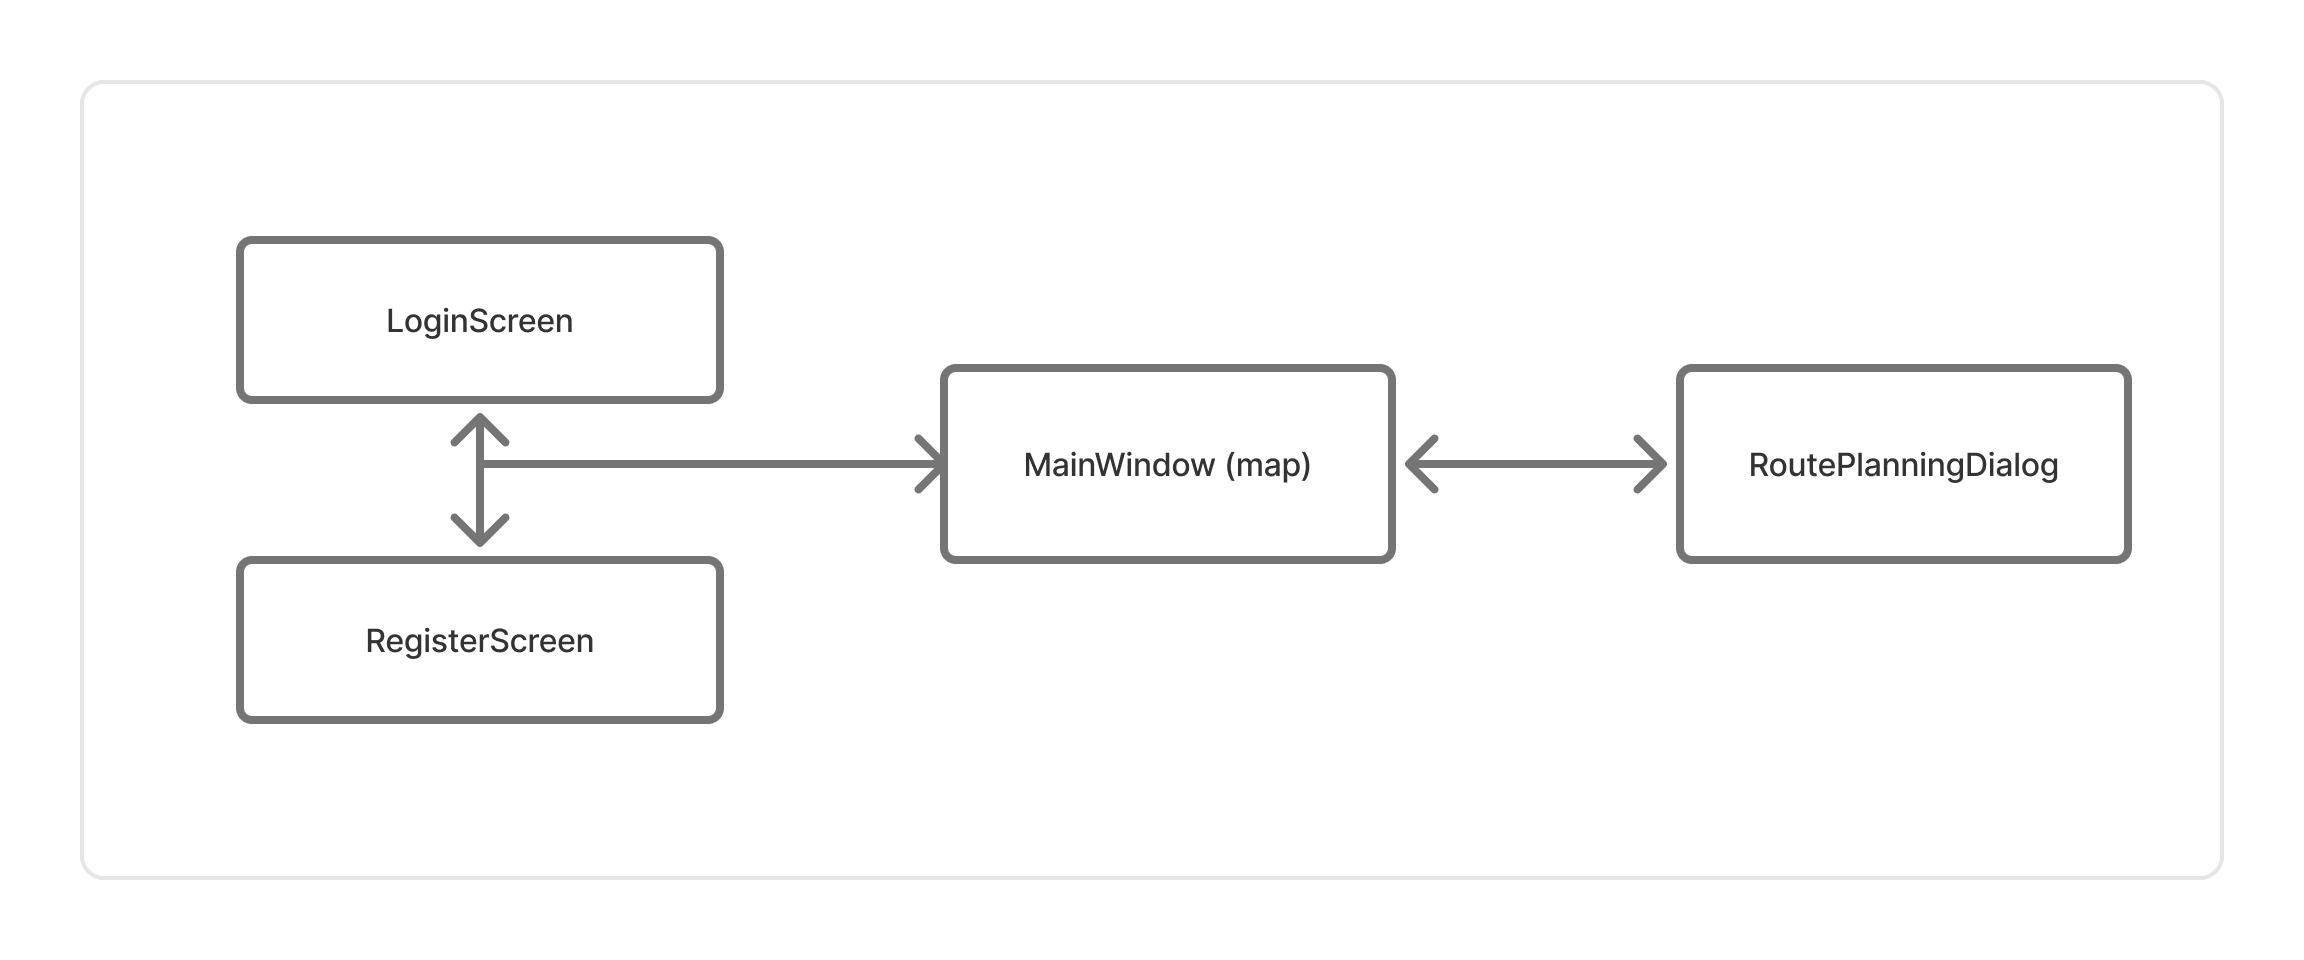 LoginScreen
MainWindow (map)
RoutePlanningDialog
RegisterScreen